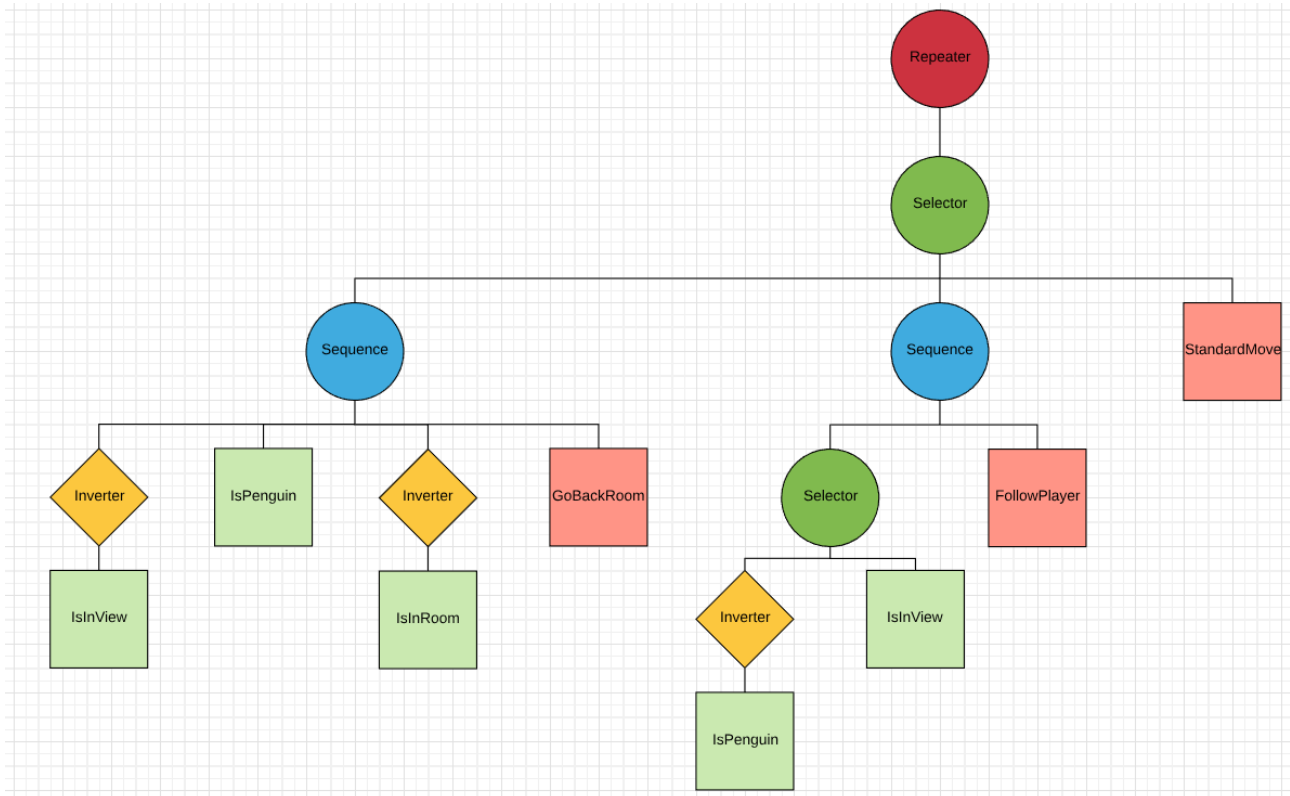 Repeater
Selector
Sequence
Sequence
StandardMove
Inverter
IsPenguin
Inverter
GoBackRoom
Selector
FollowPlayer
IsInView
IsInRoom
Inverter
IsInView
IsPenguin